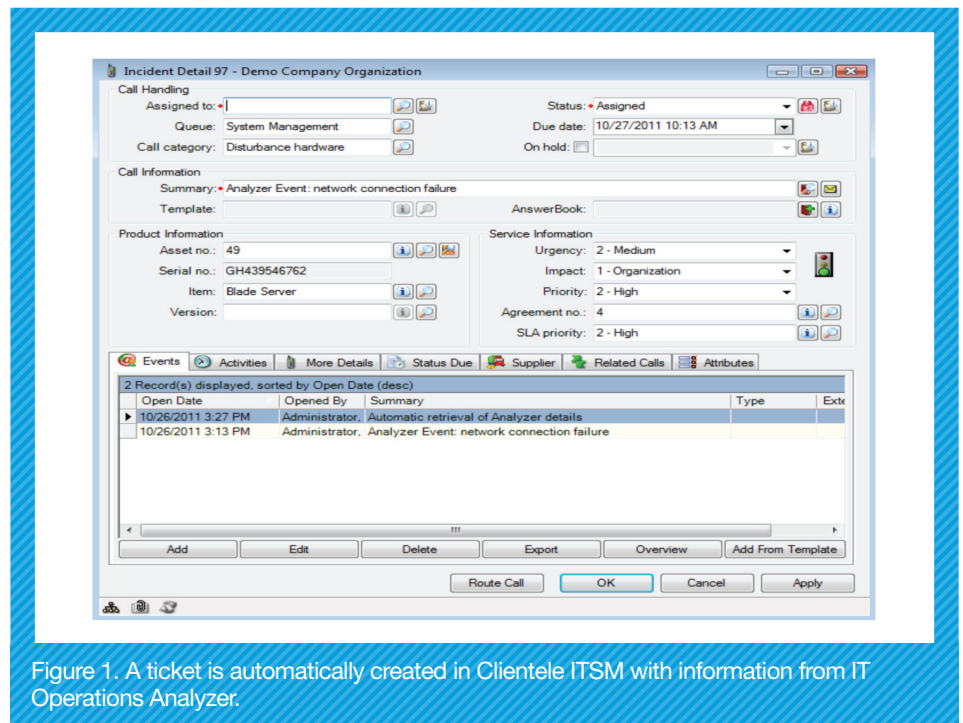 Incident Detail 97 - Demo Company Organization
Call Handling
Assigned to: Status: Assigned
Queue: System Management Due date: 10/27/2011 10:13 AM
Call category: Disturbance hardware On hold:
Call Information
Summary: Analyzer Event: network connection failure
Template: AnswerBook:
Product Information Service Information
Asset no.: 49 Urgency: 2 - Medium
Serial no.: GH439546762 Impact: 1 - Organization
Item: Blade Server Priority: 2 - High
Version: Agreement no.: 4
SLA priority: 2 - High
Events Activities More Details Status Due Supplier Related Calls Attributes
2 Record(s) displayed, sorted by Open Date (desc)
Open Date Opened By Summary Type Exte
10/26/2011 3:27 PM Administrator, Automatic retrieval of Analyzer details
10/26/2011 3:13 PM Administrator, Analyzer Event: network connection failure
Add Edit Delete Export Overview Add From Template
Route Call OK Cancel Apply
Figure 1. A ticket is automatically created in Clientele ITSM with information from IT
Operations Analyzer.